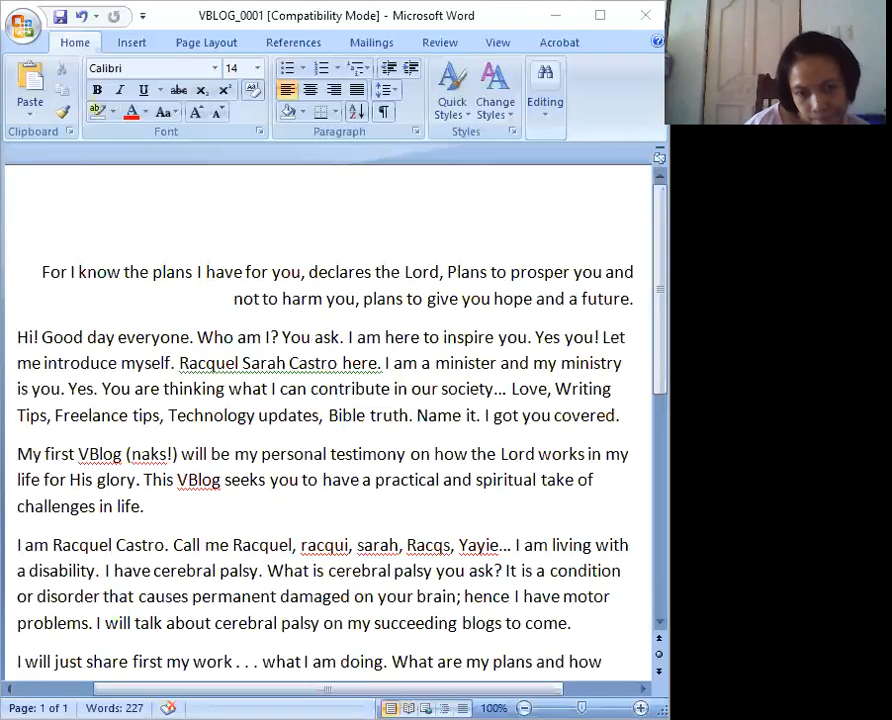 VBLOG_0001 [Compatibility Mode] - Microsoft Word
Home Insert Page Layout References Mailings Review View Acrobat
Calibri 14
Paste
Quick Styles
Change Styles
Editing
Clipboard Font Paragraph Styles
For I know the plans I have for you, declares the Lord, Plans to prosper you and
not to harm you, plans to give you hope and a future.
Hi! Good day everyone. Who am I? You ask. I am here to inspire you. Yes you! Let
me introduce myself. Racquel Sarah Castro here. I am a minister and my ministry
is you. Yes. You are thinking what I can contribute in our society... Love, Writing
Tips, Freelance tips, Technology updates, Bible truth. Name it. I got you covered.
My first VBlog (naks!) will be my personal testimony on how the Lord works in my
life for His glory. This VBlog seeks you to have a practical and spiritual take of
challenges in life.
I am Racquel Castro. Call me Racquel, racqui, sarah, Racqs, Yayie... I am living with
a disability. I have cerebral palsy. What is cerebral palsy you ask? It is a condition
or disorder that causes permanent damaged on your brain; hence I have motor
problems. I will talk about cerebral palsy on my succeeding blogs to come.
I will just share first my work . . . what I am doing. What are my plans and how
Page: 1 of 1 Words: 227 100%